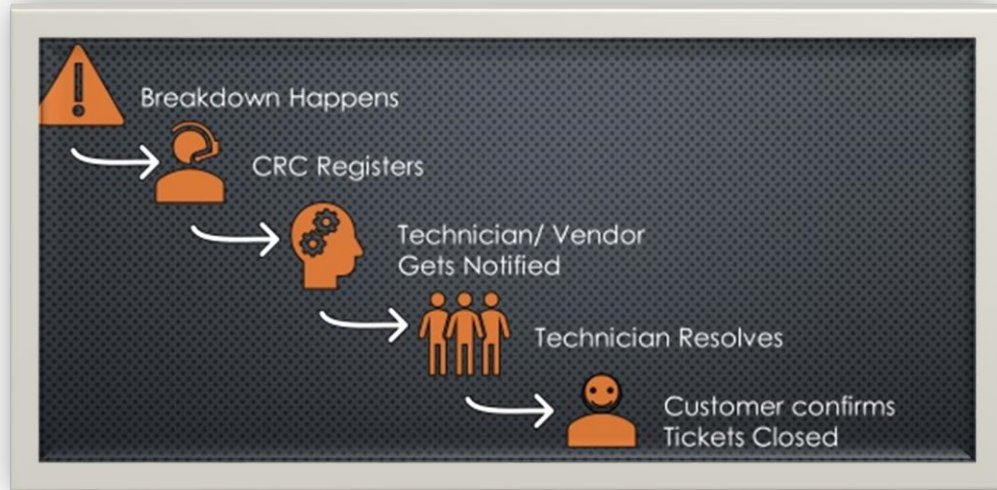 Breakdown Happens
CRC Registers
Technician/ Vendor
Gets Notified
Technician Resolves
Customer confirms
Tickets Closed